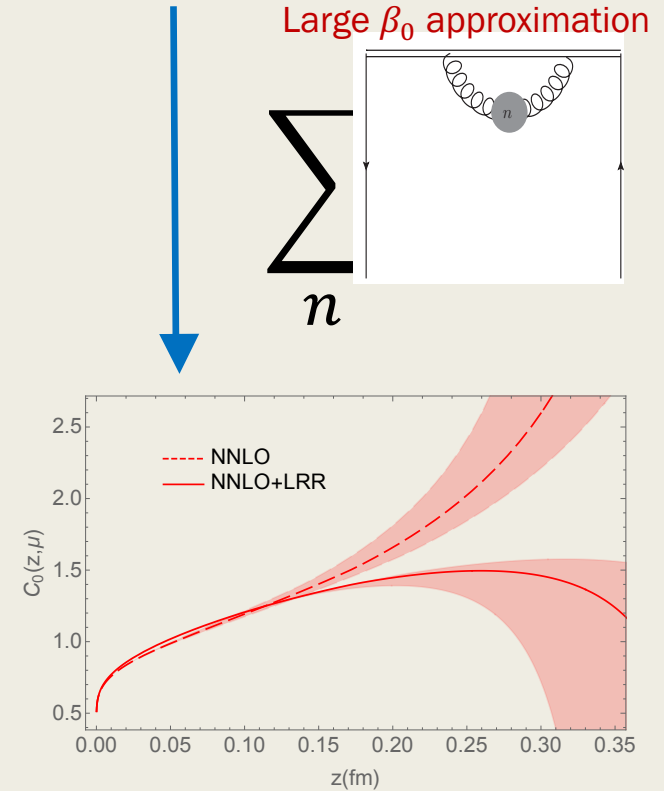 Large β₀ approximation
n
∑
n
2.5
2.0
1.5
1.0
0.5
C₀(z,μ)
NNLO
NNLO+LRR
0.00 0.05 0.10 0.15 0.20 0.25 0.30 0.35
z(fm)